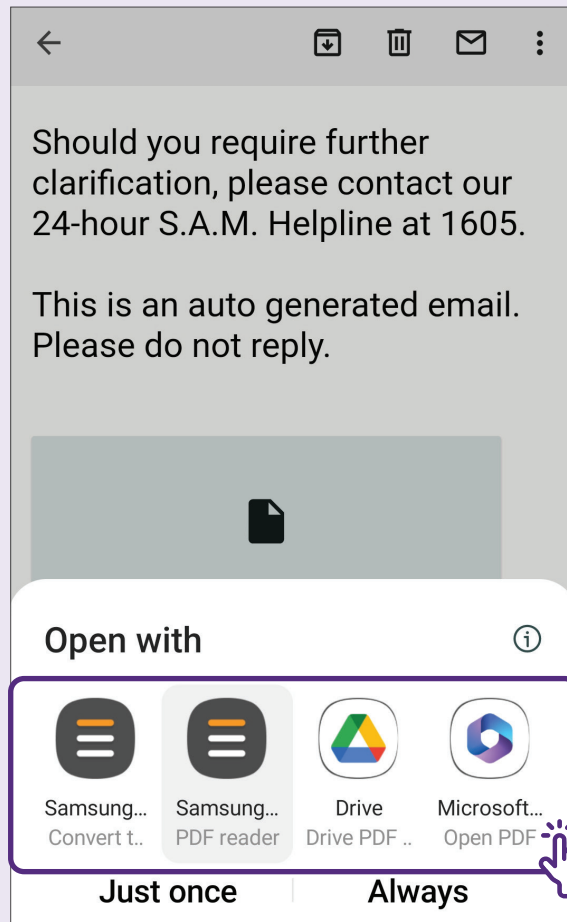 Should you require further
clarification, please contact our
24-hour S.A.M. Helpline at 1605.
This is an auto generated email.
Please do not reply.
Open with
Samsung... Samsung... Drive Microsoft...
Convert t.. PDF reader Drive PDF .. Open PDF
Just once Always